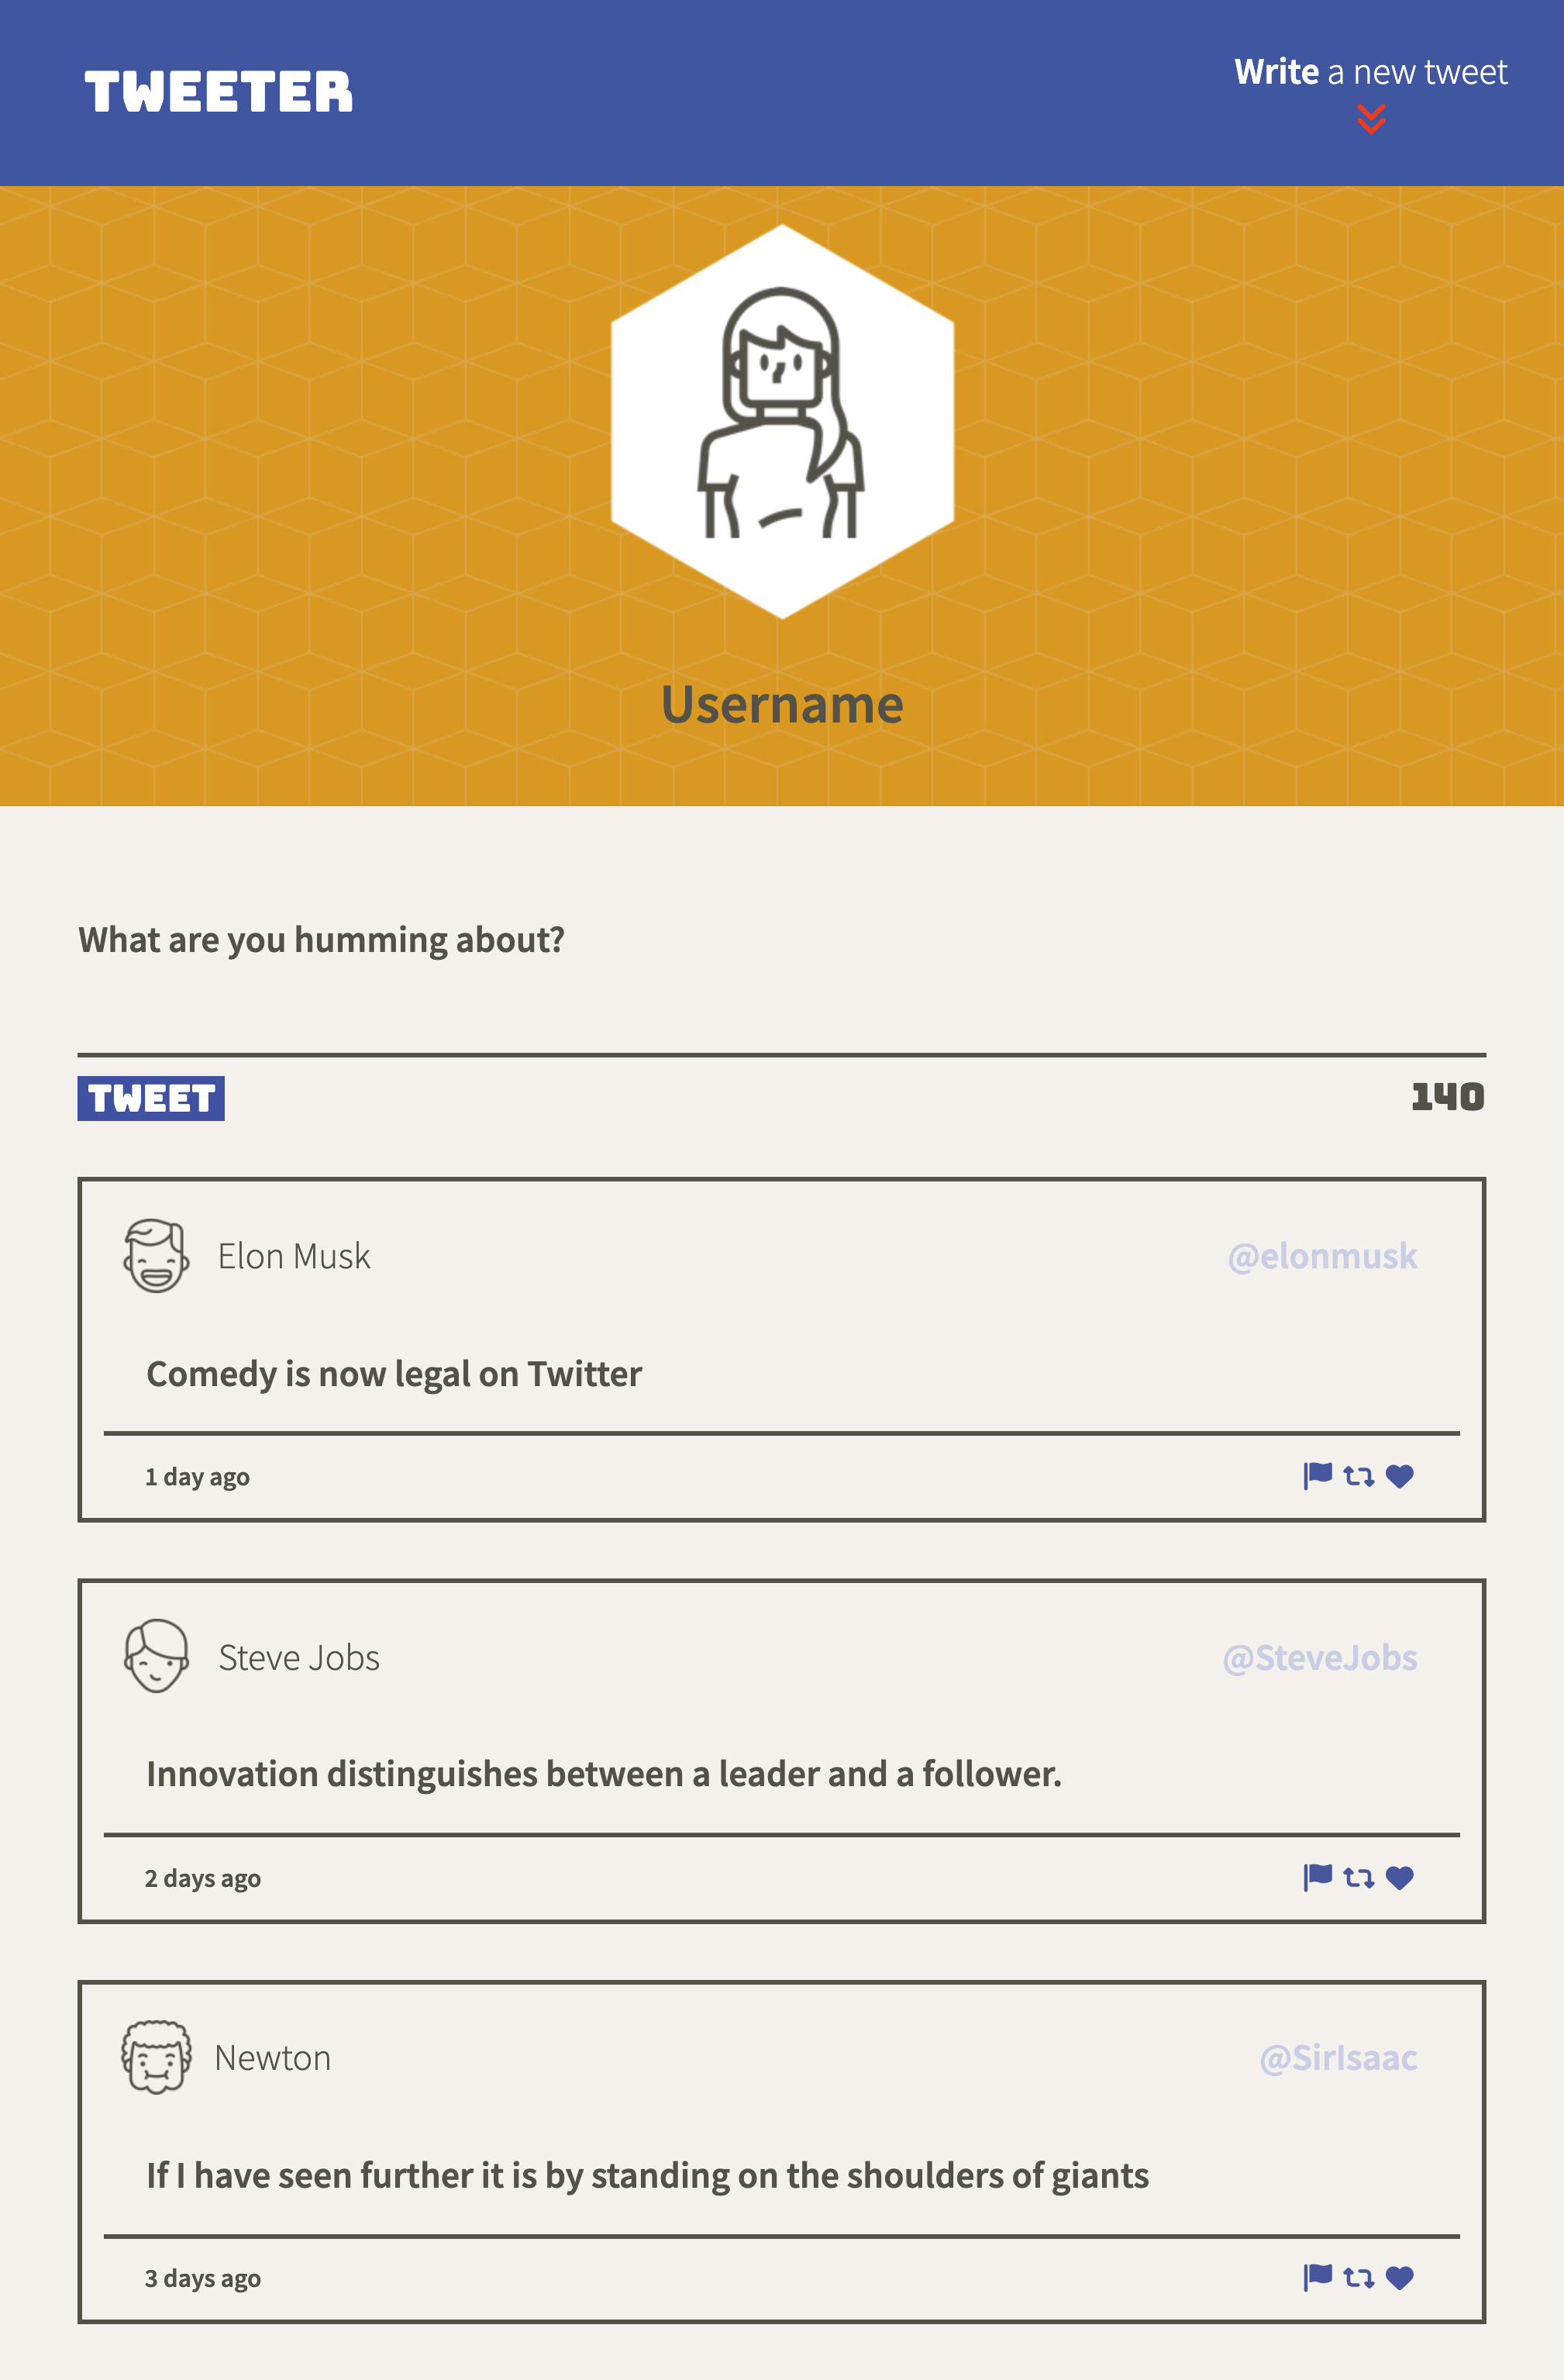 TWEETER
Write a new tweet
Username
What are you humming about?
TWEET
140
Elon Musk
@elonmusk
Comedy is now legal on Twitter
1 day ago
Steve Jobs
@SteveJobs
Innovation distinguishes between a leader and a follower.
2 days ago
Newton
@SirIsaac
If I have seen further it is by standing on the shoulders of giants
3 days ago